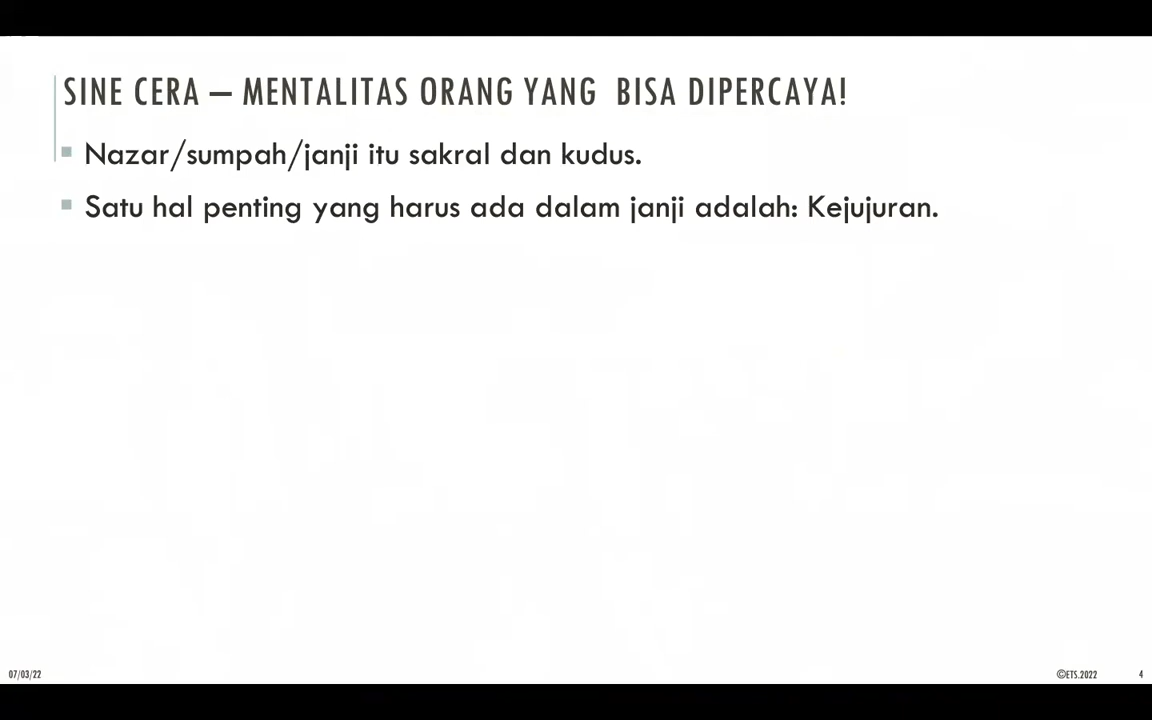 SINE CERA – MENTALITAS ORANG YANG BISA DIPERCAYA!
Nazar/sumpah/janji itu sakral dan kudus.
Satu hal penting yang harus ada dalam janji adalah: Kejujuran.
07/03/22
©ETS.2022
4